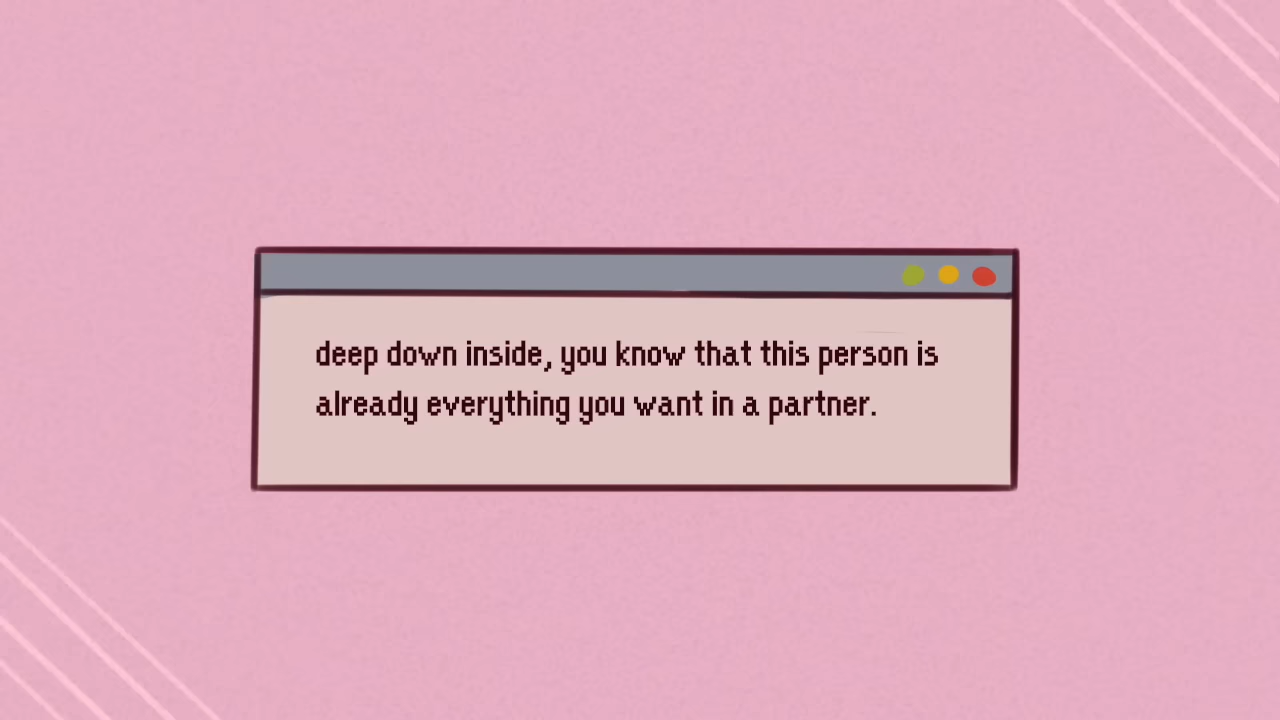 deep down inside, you know that this person is
already everything you want in a partner.